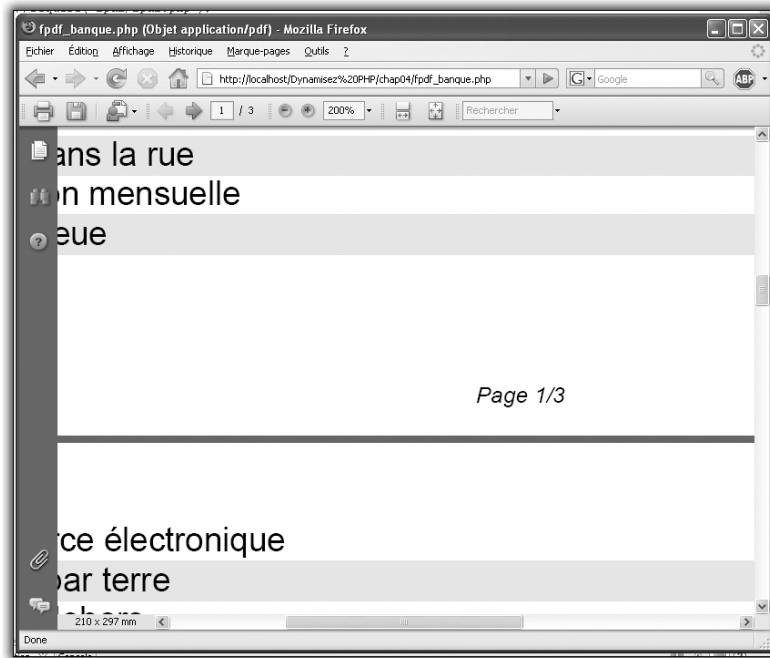 fpdf_banque.php (Objet application/pdf) - Mozilla Firefox
Fichier Édition Affichage Historique Marque-pages Outils ?
http://localhost/Dynamisez%20PHP/chap04/fpdf_banque.php G Google ABP
1 / 3 200% Rechercher
ans la rue
on mensuelle
eue
Page 1/3
rce électronique
par terre
210 x 297 mm
Done